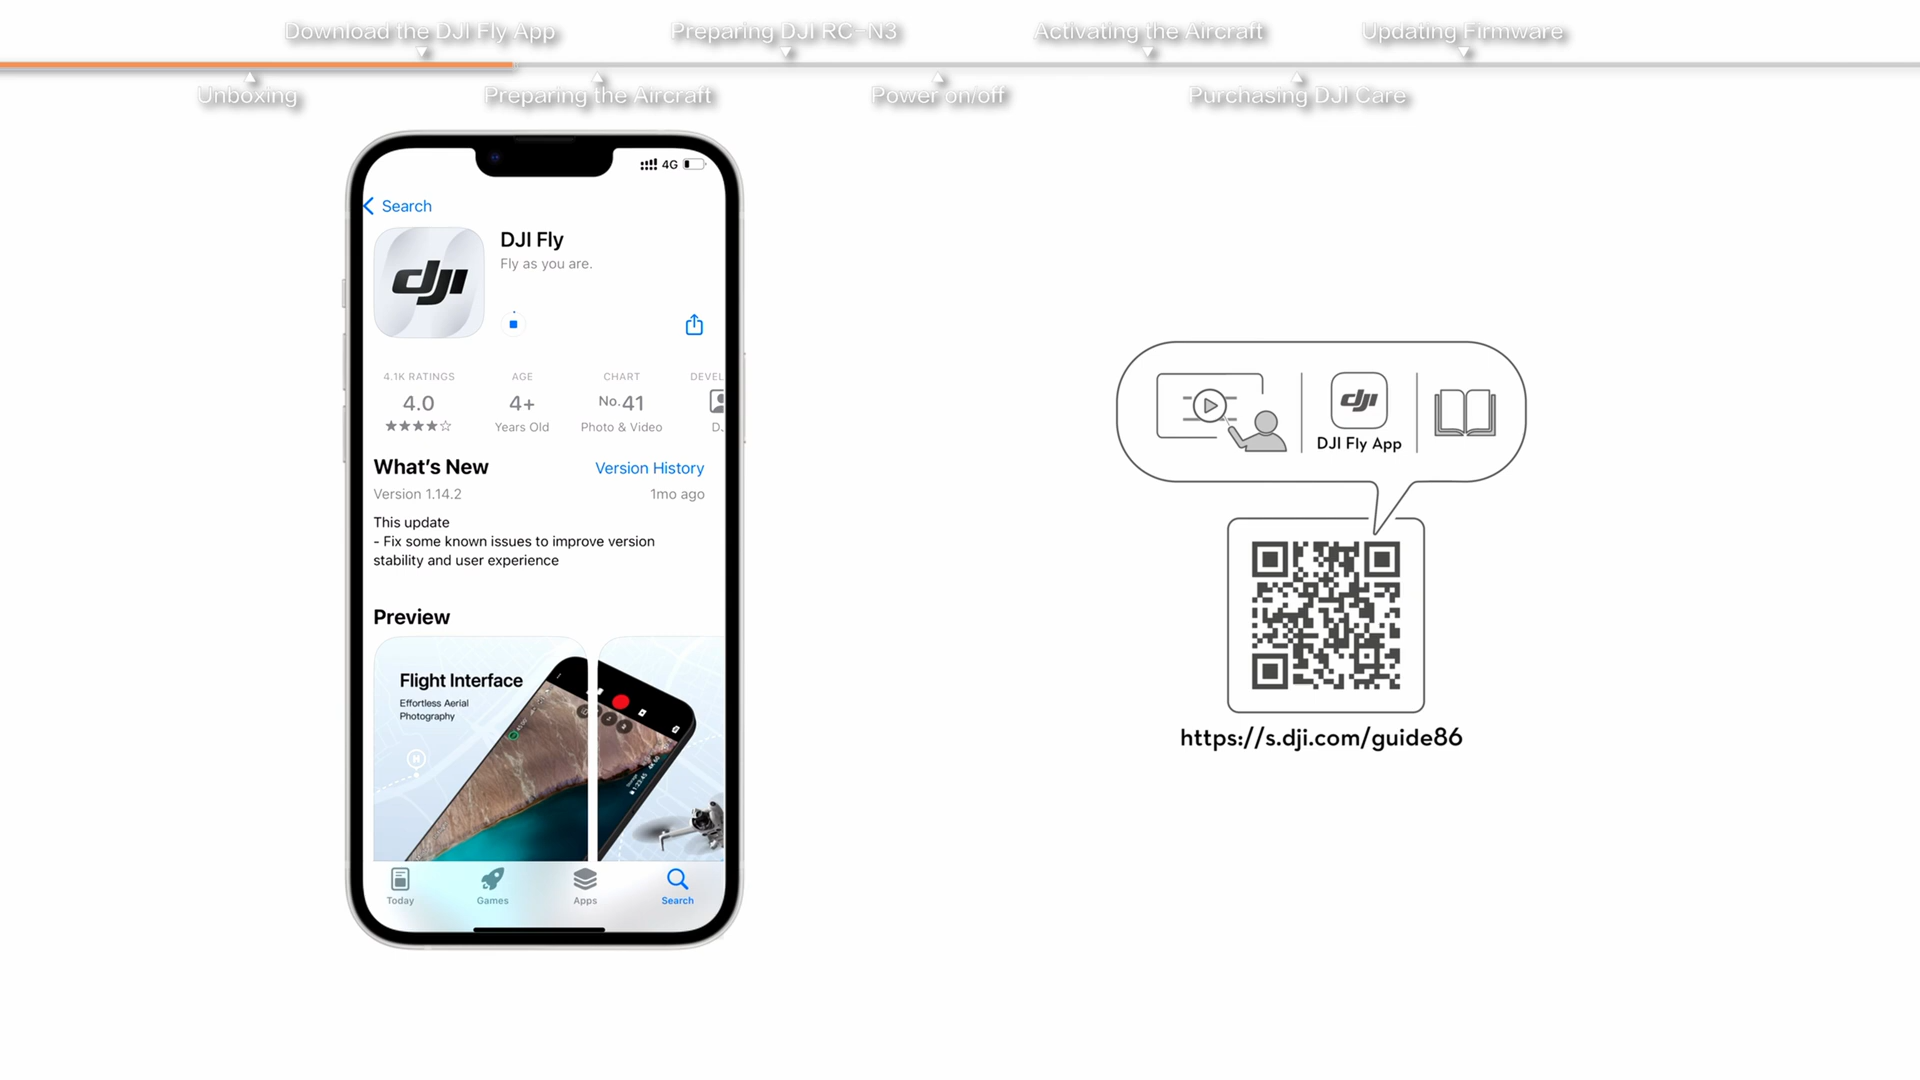 Download the DJI Fly App
Preparing DJI RC-N3
Activating the Aircraft
Updating Firmware
Unboxing
Preparing the Aircraft
Power on/off
Purchasing DJI Care
4G
Search
dji
DJI Fly
Fly as you are.
4.1K RATINGS
4.0
★★★★☆
AGE
4+
Years Old
CHART
No.41
Photo & Video
DEVEL
D.
What's New
Version History
Version 1.14.2
1mo ago
This update
- Fix some known issues to improve version
stability and user experience
Preview
Flight Interface
Effortless Aerial
Photography
H
Today
Games
Apps
Search
dji
DJI Fly App
https://s.dji.com/guide86